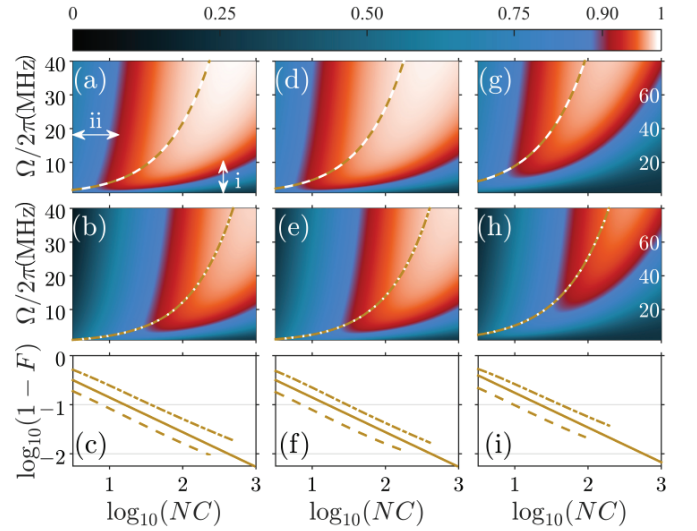 0 0.25 0.50 0.75 0.90 1
40 (a) (d) (g) 60
Ω/2π(MHz) 30 ii 40
20
10 i 20
40 (b) (e) (h) 60
Ω/2π(MHz) 30 40
20
10 20
log₁₀(1 − F) 0
−1
−2 (c) (f) (i)
1 2 3 1 2 3 1 2 3
log₁₀(NC) log₁₀(NC) log₁₀(NC)